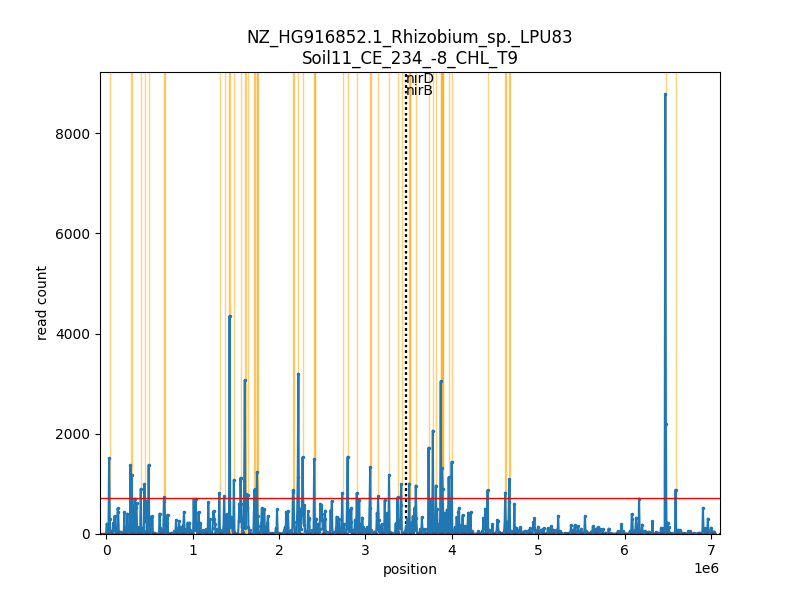 NZ_HG916852.1_Rhizobium_sp._LPU83
Soil11_CE_234_-8_CHL_T9
nirD
nirB
8000
6000
4000
2000
0
read count
0 1 2 3 4 5 6 7
1e6
position